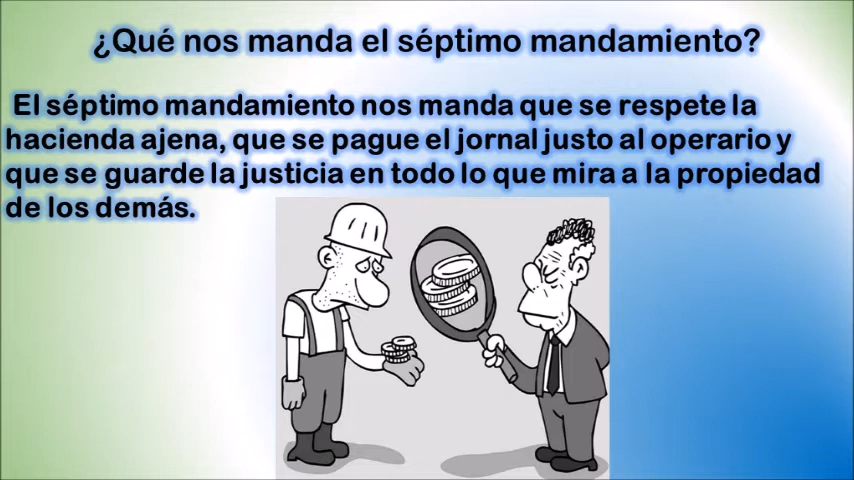 ¿Qué nos manda el séptimo mandamiento?
El séptimo mandamiento nos manda que se respete la
hacienda ajena, que se pague el jornal justo al operario y
que se guarde la justicia en todo lo que mira a la propiedad
de los demás.